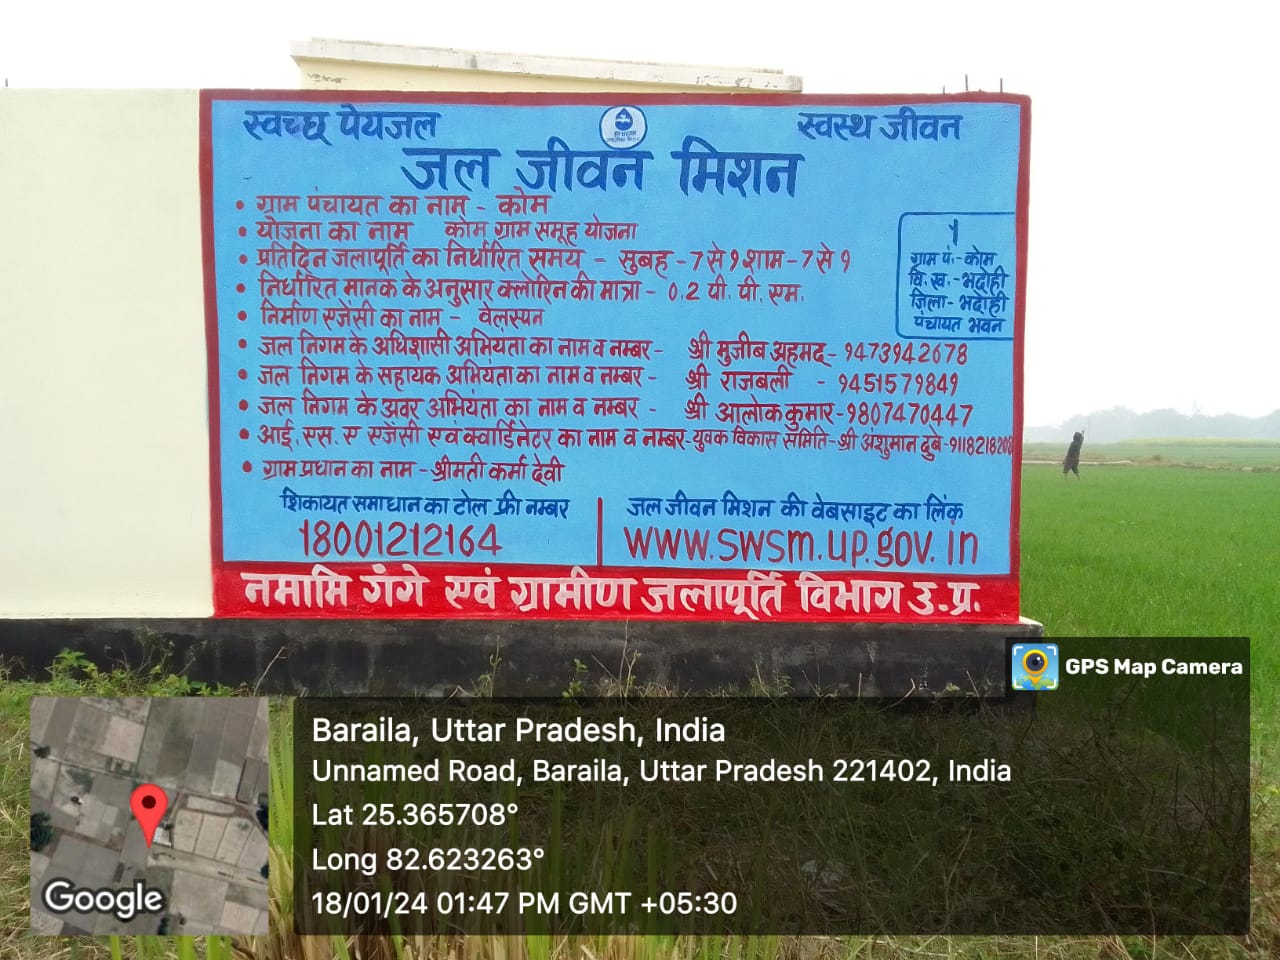 स्वच्छ पेयजल
स्वस्थ जीवन
जल जीवन मिशन
• ग्राम पंचायत का नाम - कोम
• योजना का नाम कोम ग्राम समूह योजना
• प्रतिदिन जलापूर्ति का निर्धारित समय - सुबह -7 से 9 शाम -7 से 9
• निर्धारित मानक के अनुसार क्लोरिन की मात्रा - 0.2 पी. पी. एम.
• निर्माण एजेंसी का नाम - वेलस्पन
• जल निगम के अधिशासी अभियंता का नाम व नम्बर - श्री मुजीब अहमद - 9473942678
• जल निगम के सहायक अभियंता का नाम व नम्बर - श्री राजबली - 9451579849
• जल निगम के अवर अभियंता का नाम व नम्बर - श्री आलोक कुमार - 9807470447
• आई. एस. ए एजेंसी एवं क्वार्डिनेटर का नाम व नम्बर - युवक विकास समिति - श्री अंशुमान दुबे - 9118218208
• ग्राम प्रधान का नाम - श्रीमती कर्मा देवी
ग्राम पं. - कोम
वि. ख. - भदोही
जिला - भदोही
पंचायत भवन
शिकायत समाधान का टोल फ्री नम्बर
18001212164
जल जीवन मिशन की वेबसाइट का लिंक
www.swsm.up.gov.in
नमामि गंगे एवं ग्रामीण जलापूर्ति विभाग उ.प्र.
GPS Map Camera
Baraila, Uttar Pradesh, India
Unnamed Road, Baraila, Uttar Pradesh 221402, India
Lat 25.365708°
Long 82.623263°
18/01/24 01:47 PM GMT +05:30
Google